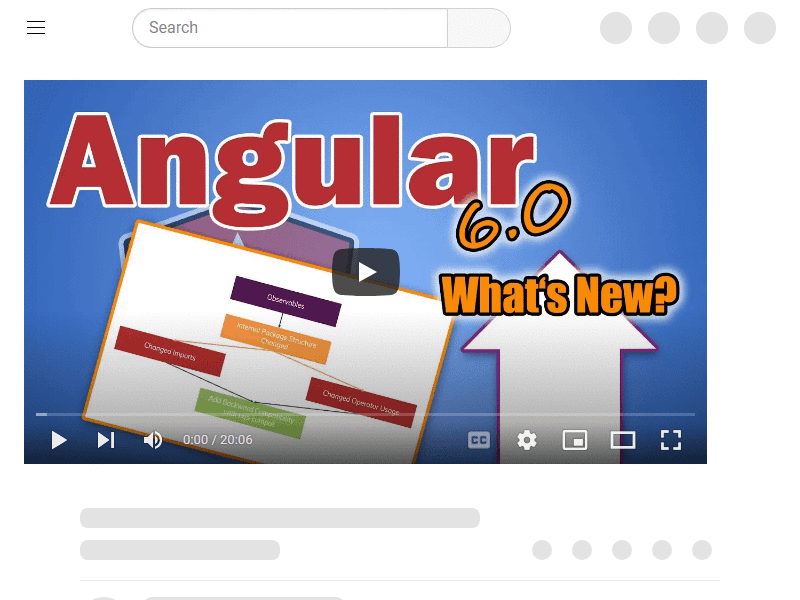 Search
Angular
6.0
What's New?
Observables
Internal Package Structure
Changed
Changed Imports
Changed Operator Usage
Add Backward Compatibility
0:00 / 20:06
CC